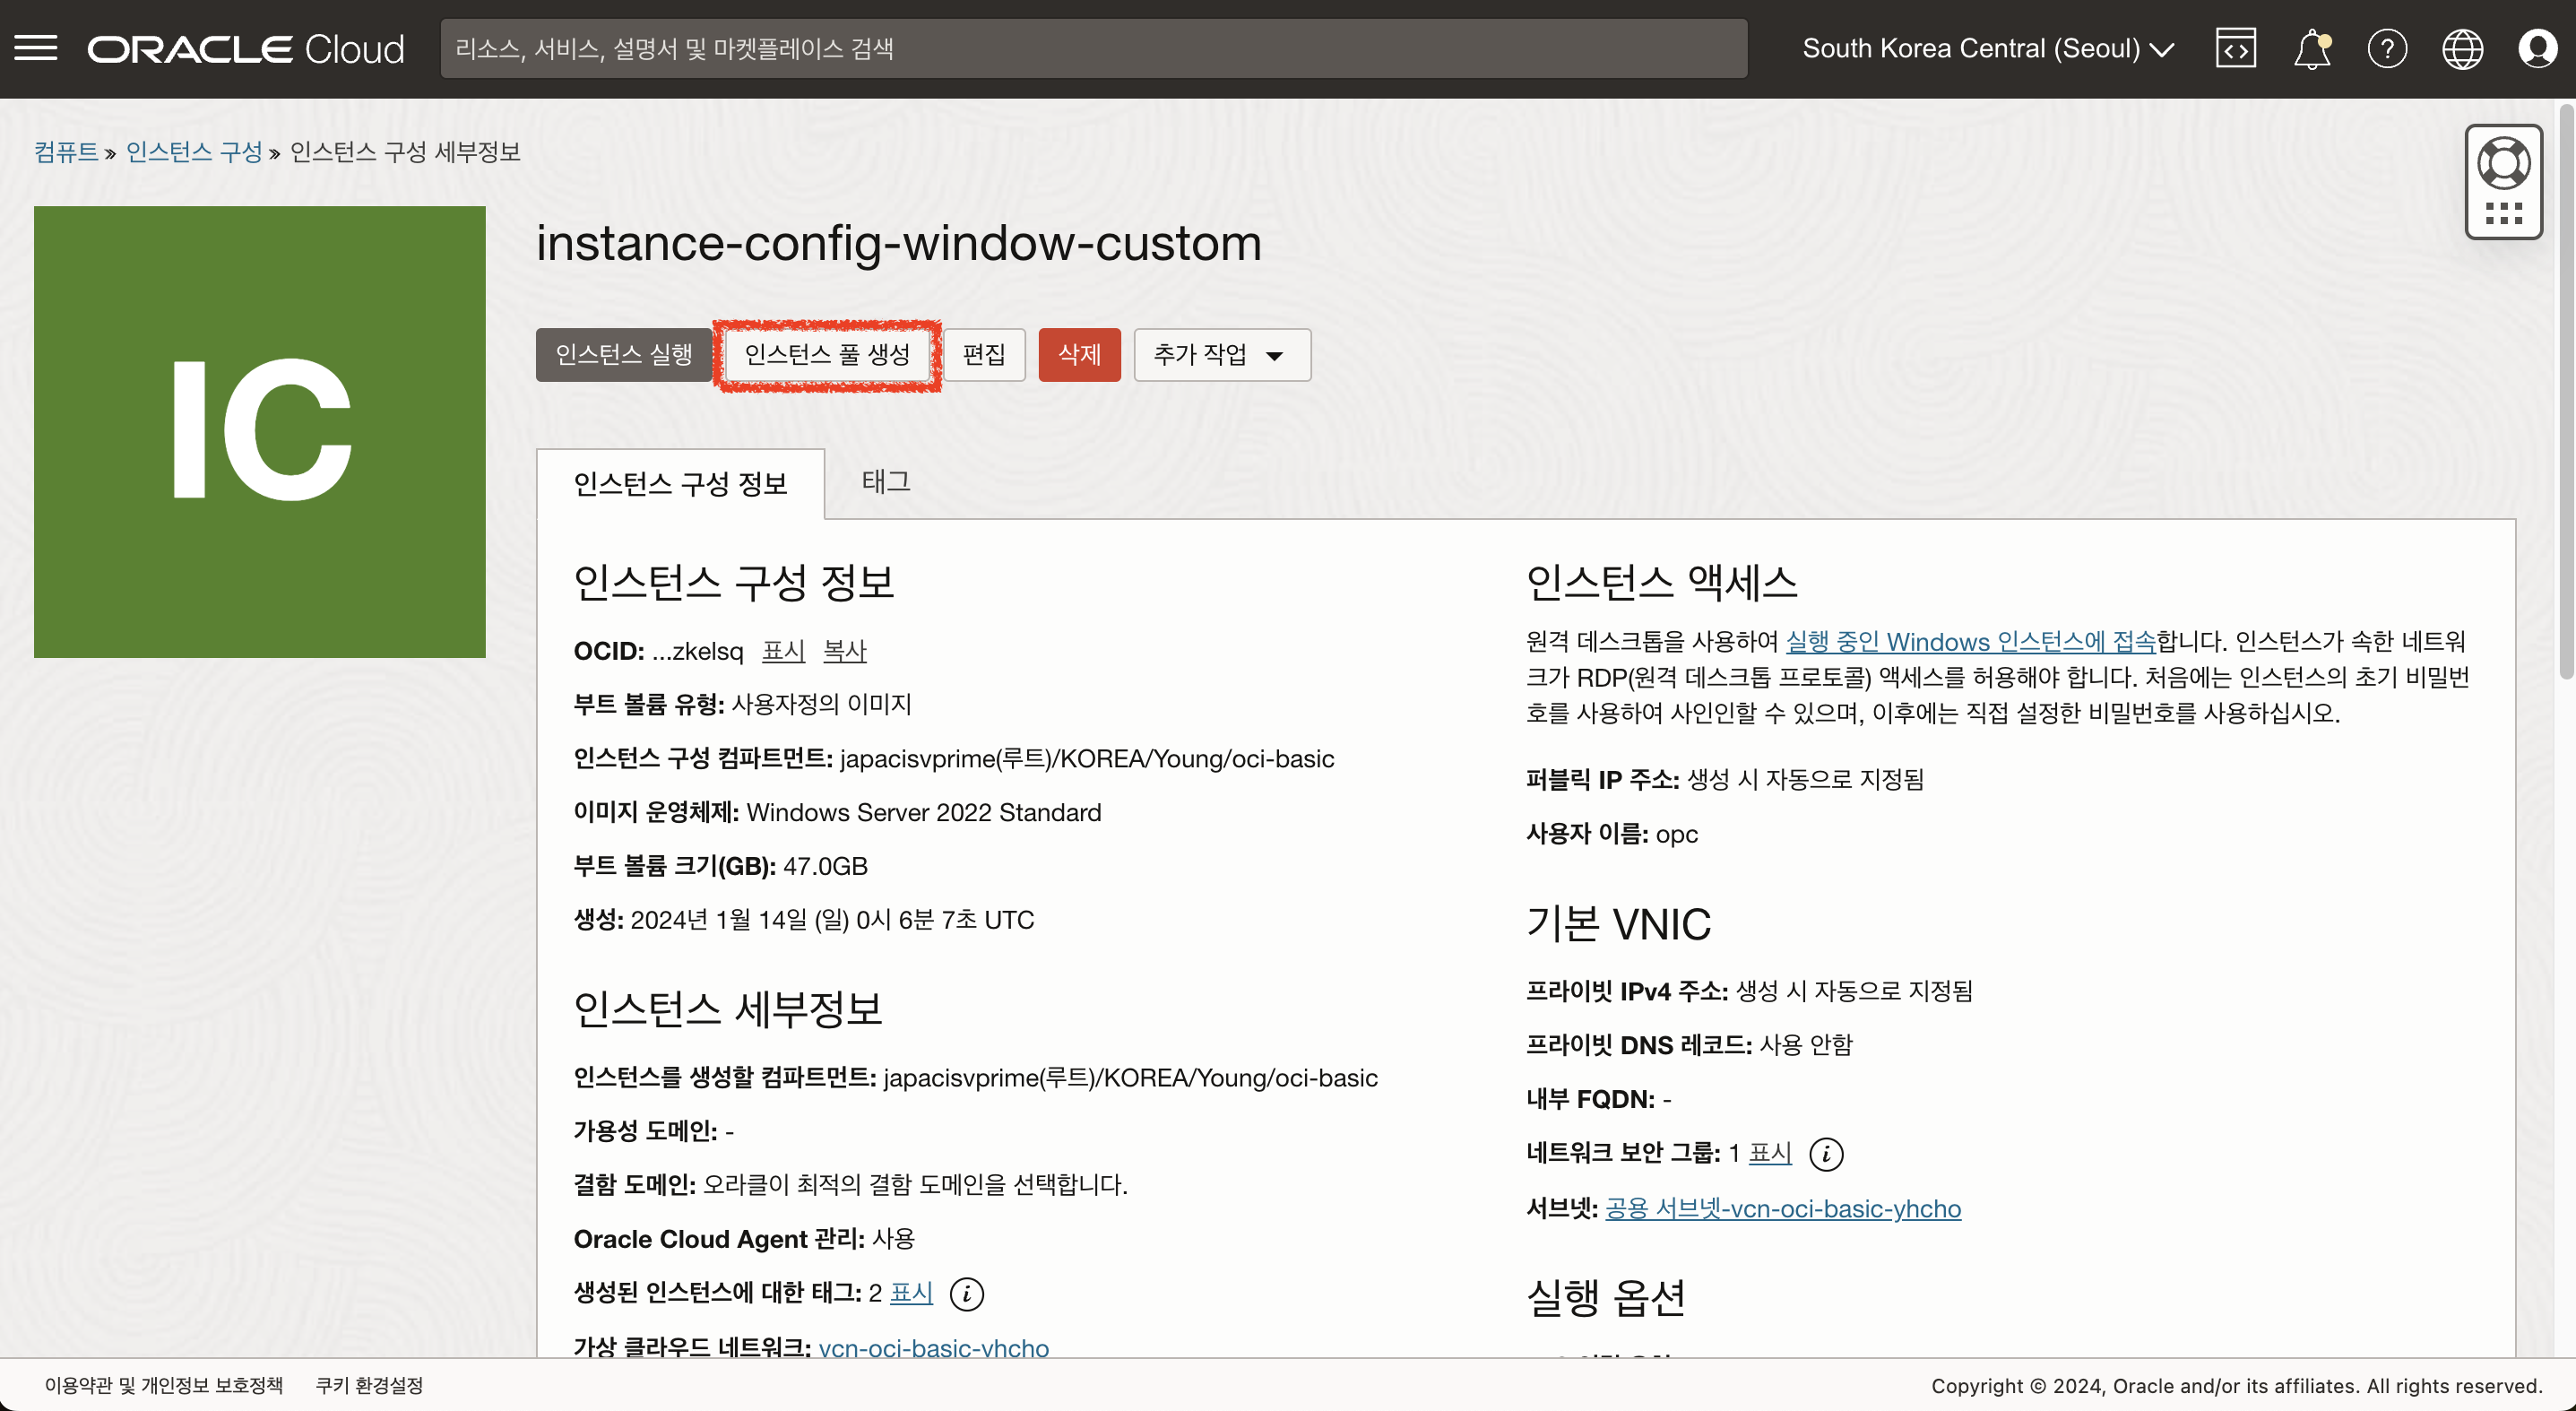 ORACLE Cloud
리소스, 서비스, 설명서 및 마켓플레이스 검색
South Korea Central (Seoul)
컴퓨트 » 인스턴스 구성 » 인스턴스 구성 세부정보
IC
instance-config-window-custom
인스턴스 실행
인스턴스 풀 생성
편집
삭제
추가 작업
인스턴스 구성 정보
태그
인스턴스 구성 정보
OCID: ...zkelsq 표시 복사
부트 볼륨 유형: 사용자정의 이미지
인스턴스 구성 컴파트먼트: japacisvprime(루트)/KOREA/Young/oci-basic
이미지 운영체제: Windows Server 2022 Standard
부트 볼륨 크기(GB): 47.0GB
생성: 2024년 1월 14일 (일) 0시 6분 7초 UTC
인스턴스 세부정보
인스턴스를 생성할 컴파트먼트: japacisvprime(루트)/KOREA/Young/oci-basic
가용성 도메인: -
결함 도메인: 오라클이 최적의 결함 도메인을 선택합니다.
Oracle Cloud Agent 관리: 사용
생성된 인스턴스에 대한 태그: 2 표시
가상 클라우드 네트워크: vcn-oci-basic-yhcho
인스턴스 액세스
원격 데스크톱을 사용하여 실행 중인 Windows 인스턴스에 접속합니다. 인스턴스가 속한 네트워
크가 RDP(원격 데스크톱 프로토콜) 액세스를 허용해야 합니다. 처음에는 인스턴스의 초기 비밀번
호를 사용하여 사인인할 수 있으며, 이후에는 직접 설정한 비밀번호를 사용하십시오.
퍼블릭 IP 주소: 생성 시 자동으로 지정됨
사용자 이름: opc
기본 VNIC
프라이빗 IPv4 주소: 생성 시 자동으로 지정됨
프라이빗 DNS 레코드: 사용 안함
내부 FQDN: -
네트워크 보안 그룹: 1 표시
서브넷: 공용 서브넷-vcn-oci-basic-yhcho
실행 옵션
이용약관 및 개인정보 보호정책
쿠키 환경설정
Copyright © 2024, Oracle and/or its affiliates. All rights reserved.